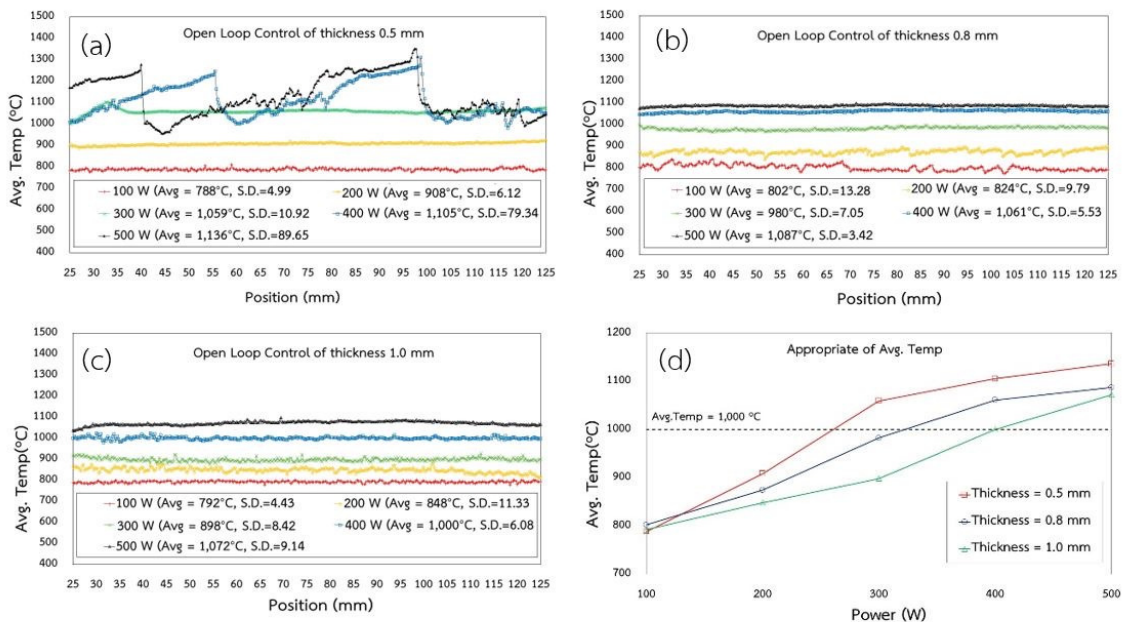 (a)
Open Loop Control of thickness 0.5 mm
1500
1400
1300
1200
1100
1000
900
800
700
600
500
400
Avg. Temp (°C)
100 W (Avg = 788°C, S.D.=4.99
200 W (Avg = 908°C, S.D.=6.12
300 W (Avg = 1,059°C, S.D.=10.92
400 W (Avg = 1,105°C, S.D.=79.34
500 W (Avg = 1,136°C, S.D.=89.65
25 30 35 40 45 50 55 60 65 70 75 80 85 90 95 100 105 110 115 120 125
Position (mm)
(b)
Open Loop Control of thickness 0.8 mm
1500
1400
1300
1200
1100
1000
900
800
700
600
500
400
Avg. Temp(°C)
100 W (Avg = 802°C, S.D.=13.28
200 W (Avg = 824°C, S.D.=9.79
300 W (Avg = 980°C, S.D.=7.05
400 W (Avg = 1,061°C, S.D.=5.53
500 W (Avg = 1,087°C, S.D.=3.42
25 30 35 40 45 50 55 60 65 70 75 80 85 90 95 100 105 110 115 120 125
Position (mm)
(c)
Open Loop Control of thickness 1.0 mm
1500
1400
1300
1200
1100
1000
900
800
700
600
500
400
Avg. Temp(°C)
100 W (Avg = 792°C, S.D.=4.43
200 W (Avg = 848°C, S.D.=11.33
300 W (Avg = 898°C, S.D.=8.42
400 W (Avg = 1,000°C, S.D.=6.08
500 W (Avg = 1,072°C, S.D.=9.14
25 30 35 40 45 50 55 60 65 70 75 80 85 90 95 100 105 110 115 120 125
Position (mm)
(d)
Appropriate of Avg. Temp
1200
1100
1000
900
800
700
Avg. Temp(°C)
Avg.Temp = 1,000 °C
Thickness = 0.5 mm
Thickness = 0.8 mm
Thickness = 1.0 mm
100 200 300 400 500
Power (W)